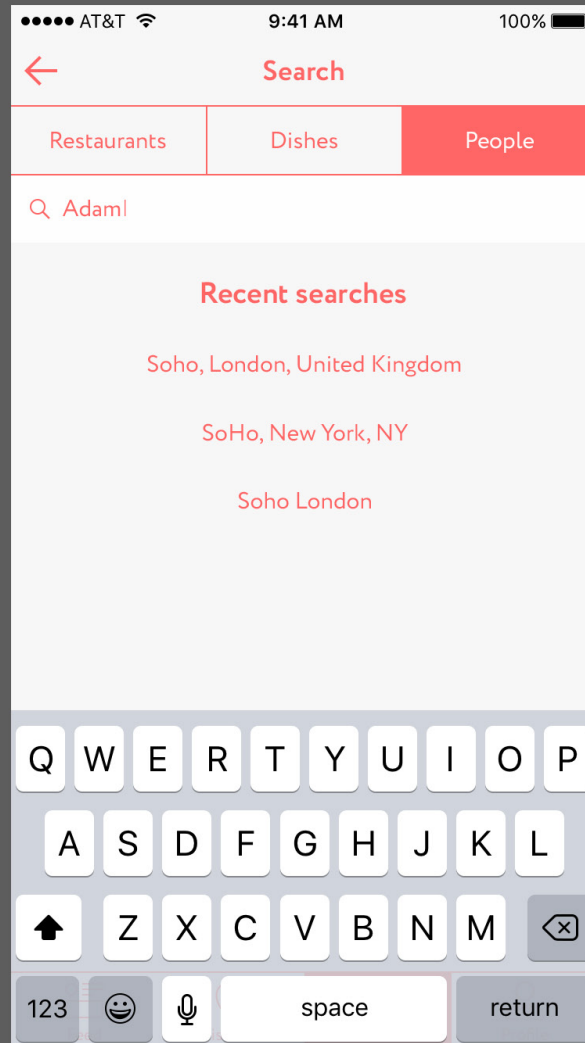 AT&T 9:41 AM 100%
Search
Restaurants Dishes People
Adam
Recent searches
Soho, London, United Kingdom
SoHo, New York, NY
Soho London
Q W E R T Y U I O P
A S D F G H J K L
Z X C V B N M
123 space return